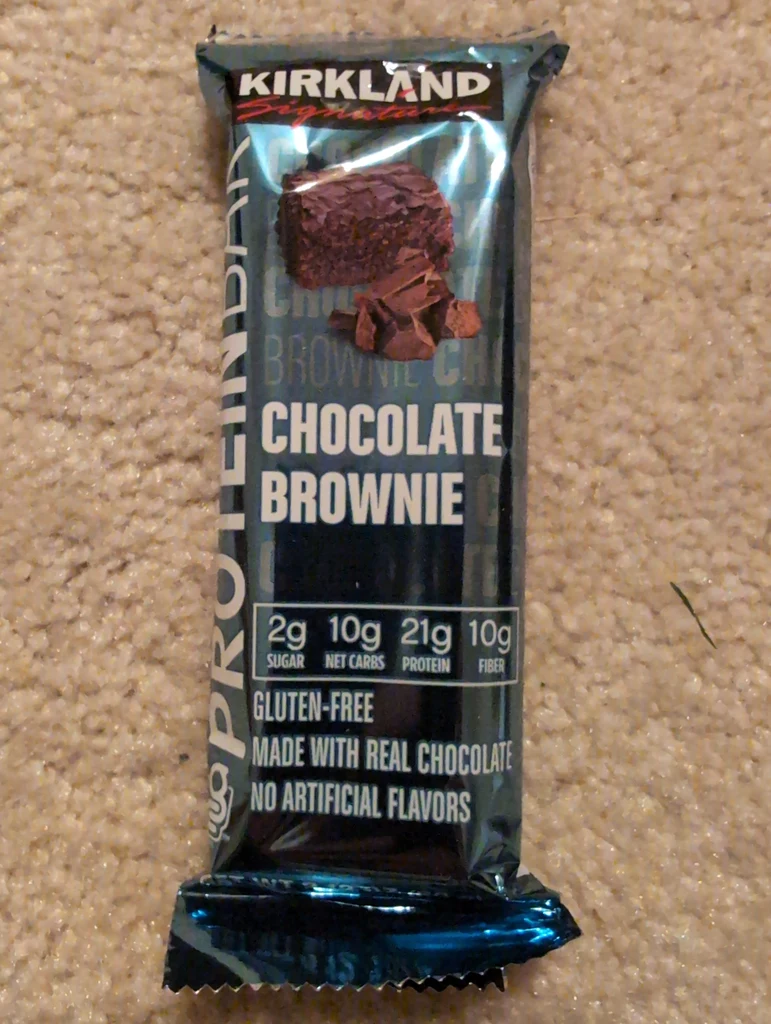 KIRKLAND
Signature
PROTEIN BAR
BROWNIE
CHOCOLATE
BROWNIE
2g 10g 21g 10g
SUGAR NET CARBS PROTEIN FIBER
GLUTEN-FREE
MADE WITH REAL CHOCOLATE
NO ARTIFICIAL FLAVORS